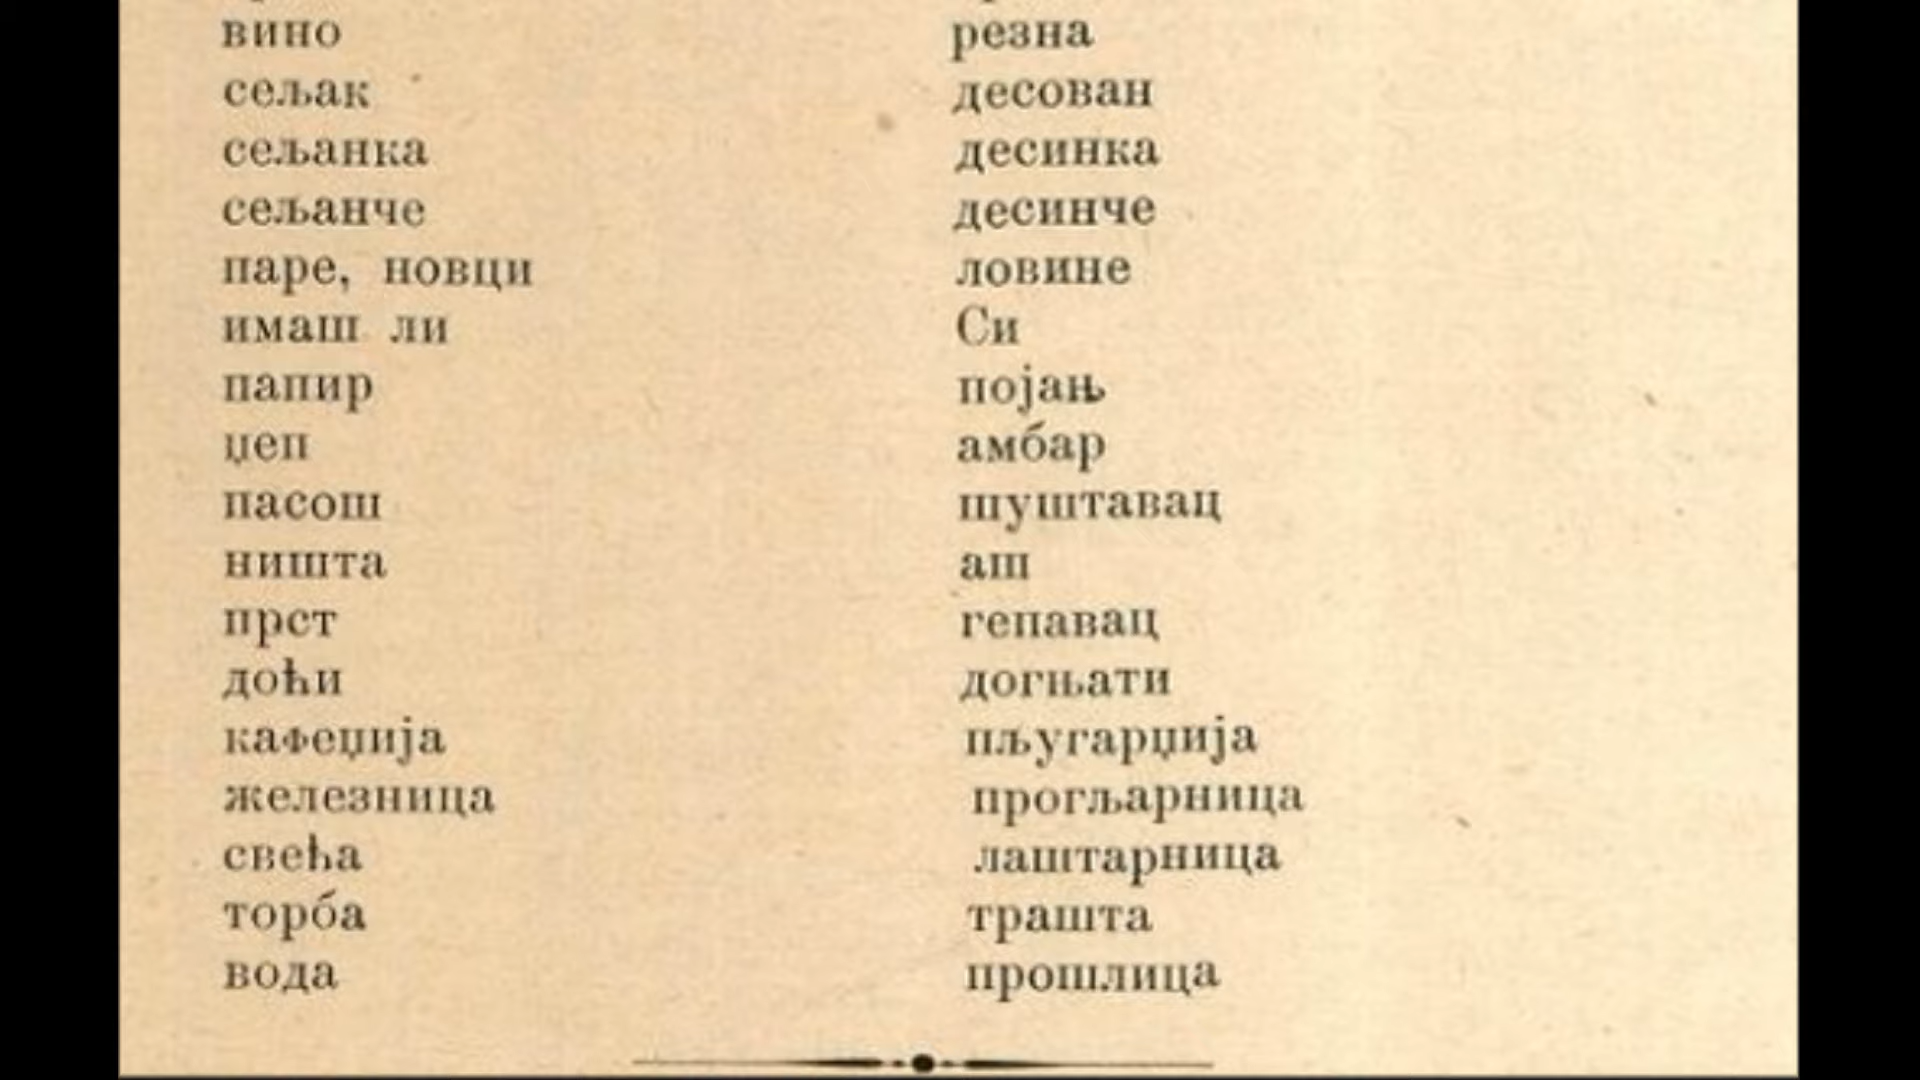 вино резна
сељак десован
сељанка десинка
сељанче десинче
паре, новци ловине
имаш ли Си
папир појањ
џеп амбар
пасош шуштавац
ништа аш
прст гепавац
доћи догњати
кафеџија пљугарџија
железница прогљарница
свећа лаштарница
торба трашта
вода прошлица